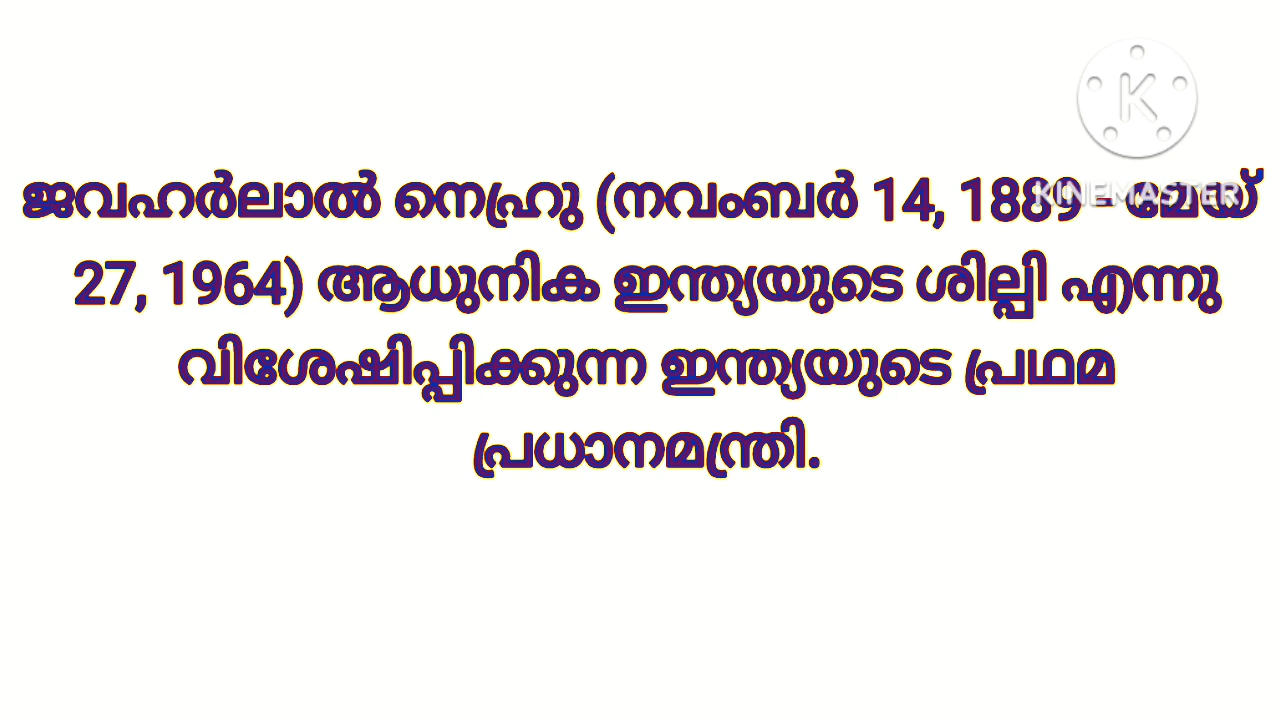 ജവഹർലാൽ നെഹ്രു (നവംബർ 14, 1889 - മേയ്
27, 1964) ആധുനിക ഇന്ത്യയുടെ ശില്പി എന്നു
വിശേഷിപ്പിക്കുന്ന ഇന്ത്യയുടെ പ്രഥമ
പ്രധാനമന്ത്രി.
K
KINEMASTER